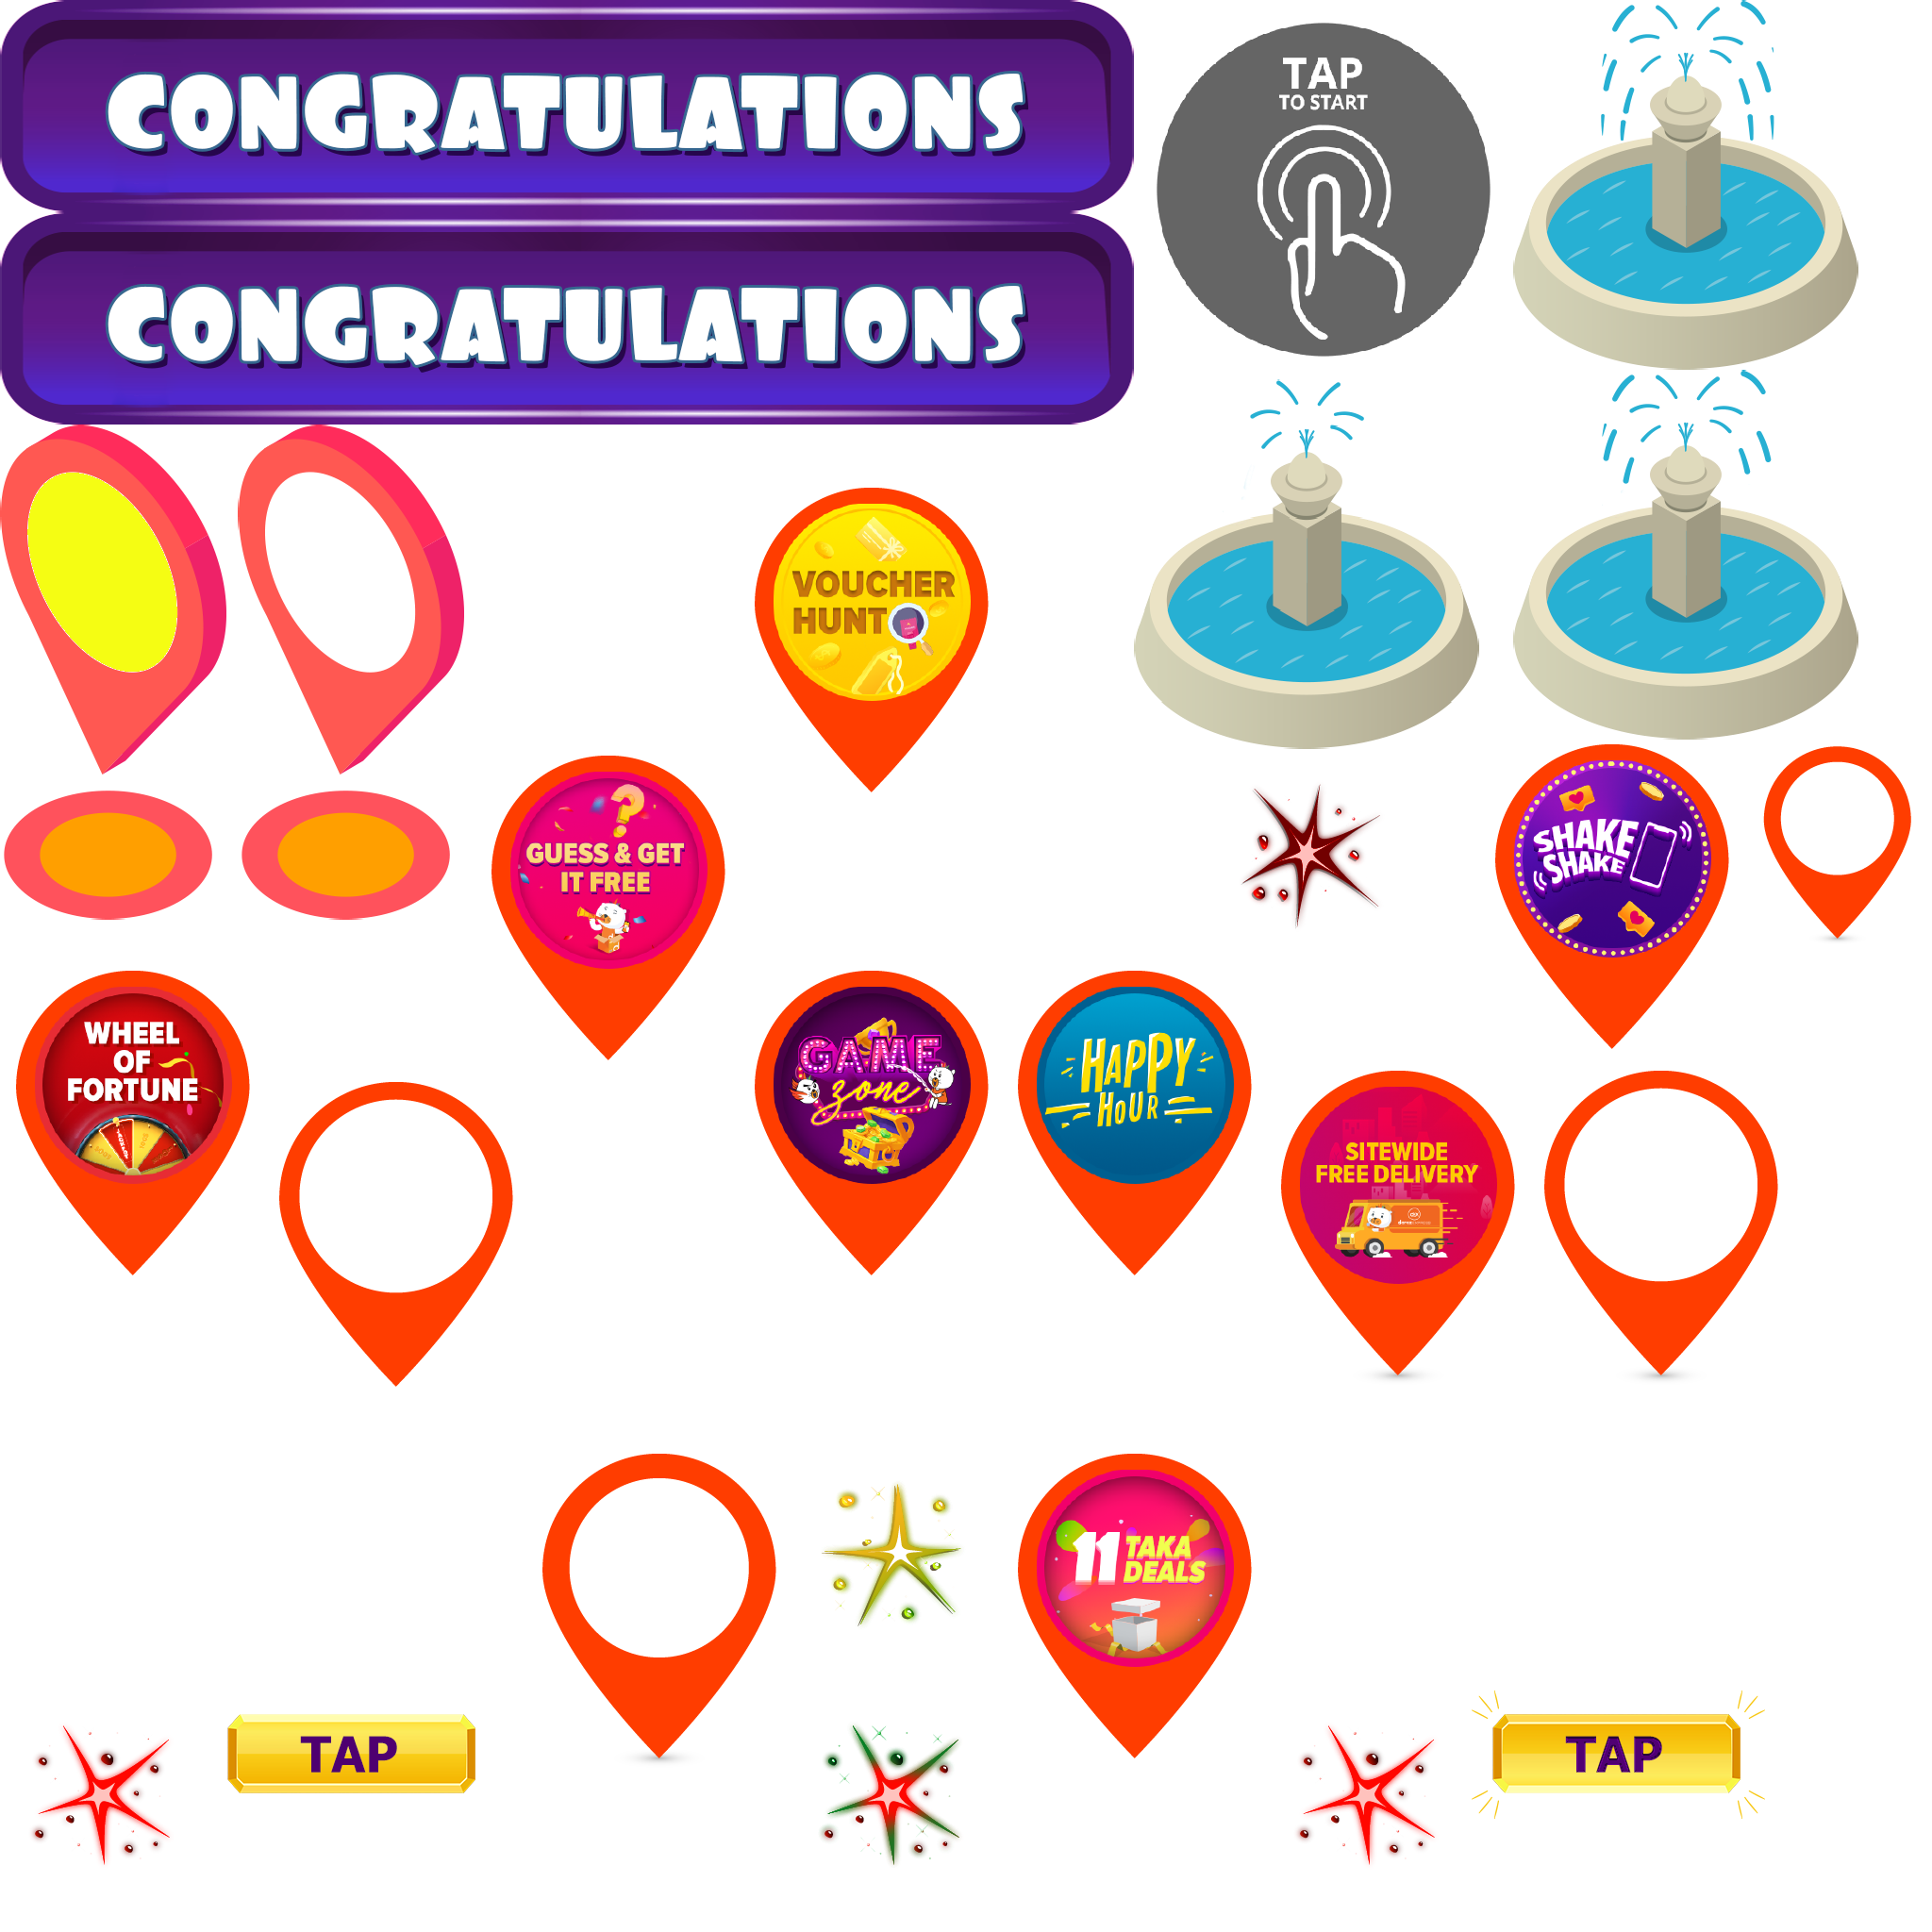 CONGRATULATIONS
TAP
TO START
CONGRATULATIONS
VOUCHER
HUNT
GUESS & GET
IT FREE
SHAKE
SHAKE
WHEEL
OF
FORTUNE
GAME
zone
HAPPY
HOUR
SITEWIDE
FREE DELIVERY
11 TAKA
DEALS
TAP
TAP